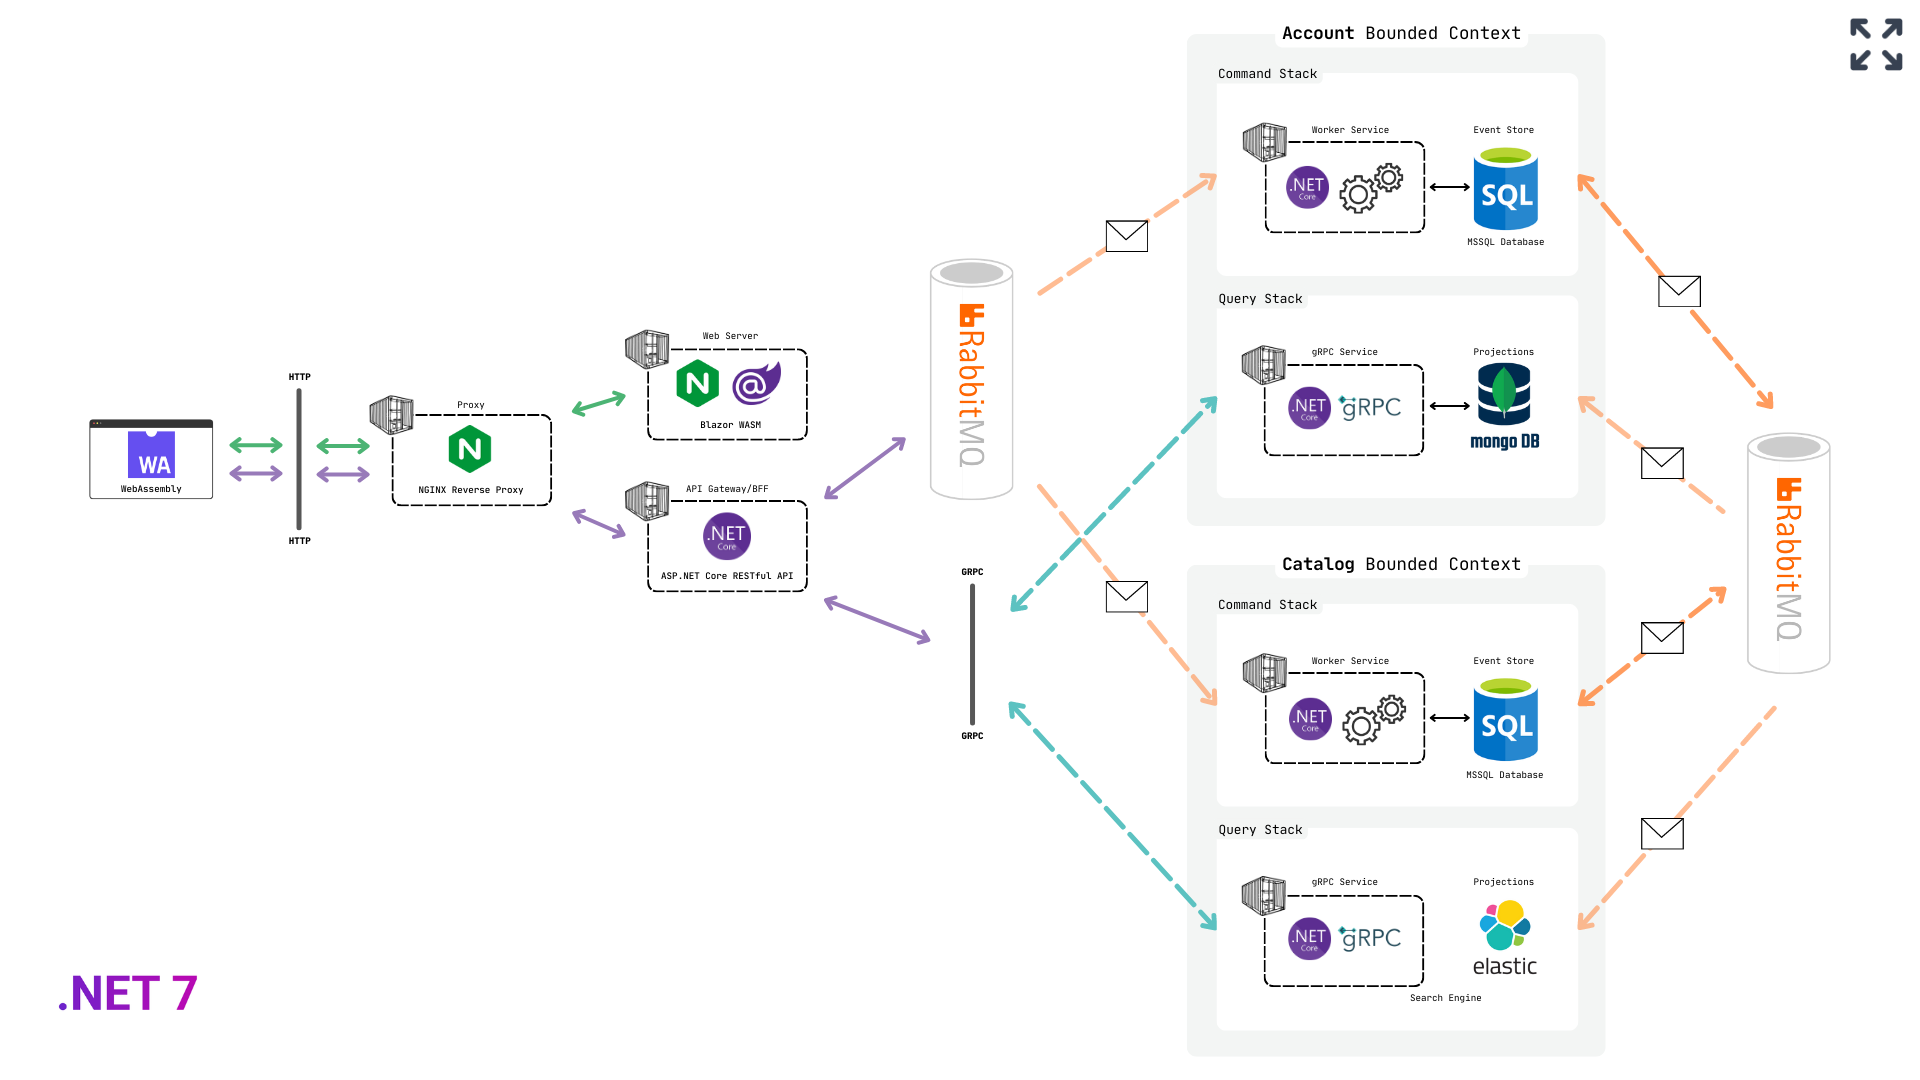 Account Bounded Context
Command Stack
Worker Service
Event Store
.NET
Core
SQL
MSSQL Database
Query Stack
gRPC Service
Projections
.NET
Core
gRPC
mongo DB
RabbitMQ
Web Server
N
@
Blazor WASM
HTTP
Proxy
N
NGINX Reverse Proxy
WA
WebAssembly
HTTP
API Gateway/BFF
.NET
Core
ASP.NET Core RESTful API
GRPC
GRPC
RabbitMQ
Catalog Bounded Context
Command Stack
Worker Service
Event Store
.NET
Core
SQL
MSSQL Database
Query Stack
gRPC Service
Projections
.NET
Core
gRPC
elastic
Search Engine
.NET 7